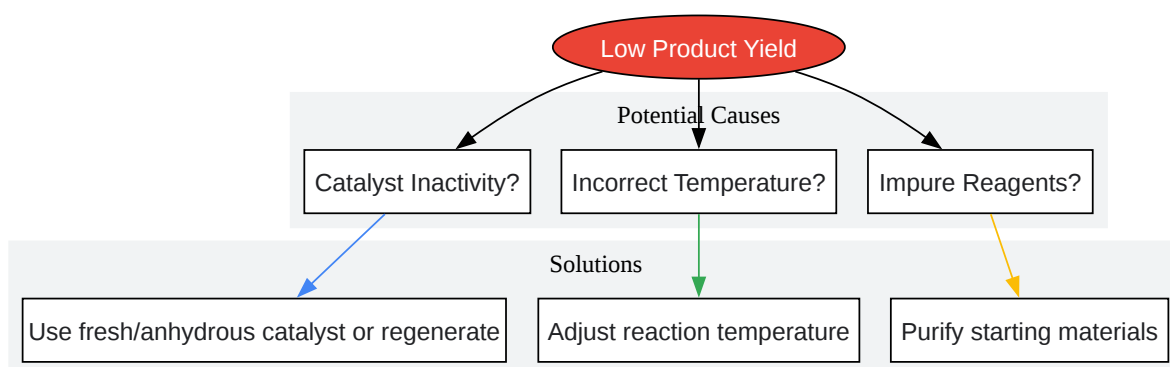 Low Product Yield
Potential Causes
Catalyst Inactivity?
Incorrect Temperature?
Impure Reagents?
Solutions
Use fresh/anhydrous catalyst or regenerate
Adjust reaction temperature
Purify starting materials